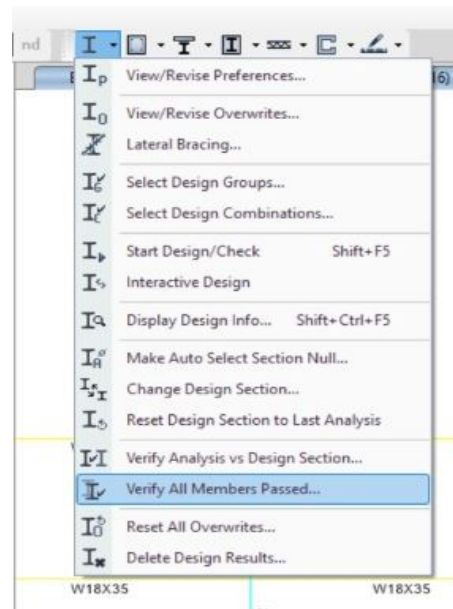 nd
6)
View/Revise Preferences...
View/Revise Overwrites...
Lateral Bracing...
Select Design Groups...
Select Design Combinations...
Start Design/Check Shift+F5
Interactive Design
Display Design Info... Shift+Ctrl+F5
Make Auto Select Section Null...
Change Design Section...
Reset Design Section to Last Analysis
Verify Analysis vs Design Section...
Verify All Members Passed...
Reset All Overwrites...
Delete Design Results...
W18X35 W18X35